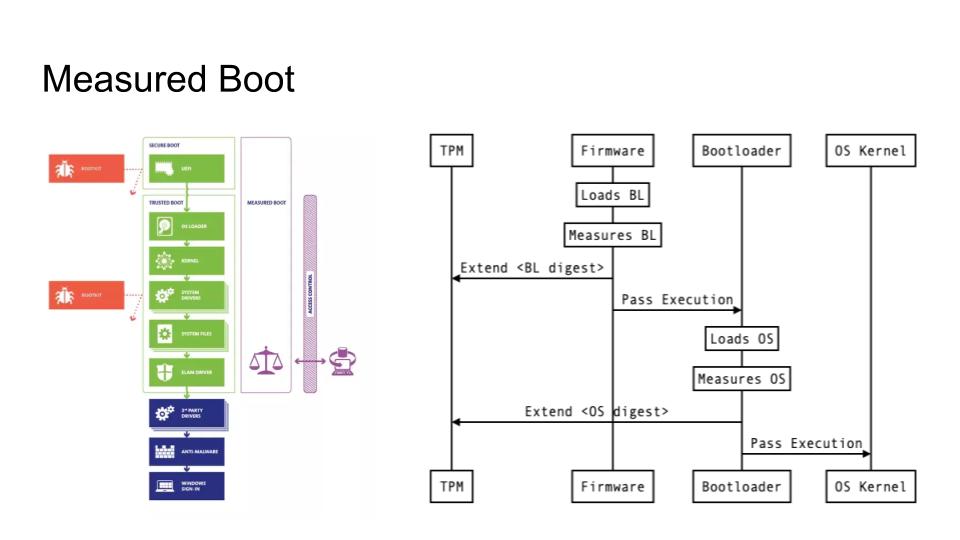 Measured Boot
SECURE BOOT
BOOTKIT
UEFI
TRUSTED BOOT
MEASURED BOOT
OS LOADER
KERNEL
SYSTEM
DRIVERS
SYSTEM FILES
ELAM DRIVER
3rd PARTY
DRIVERS
ANTI-MALWARE
WINDOWS
SIGN-IN
ACCESS CONTROL
TPM
Firmware
Bootloader
OS Kernel
Loads BL
Measures BL
Extend <BL digest>
Pass Execution
Loads OS
Measures OS
Extend <OS digest>
Pass Execution
TPM
Firmware
Bootloader
OS Kernel